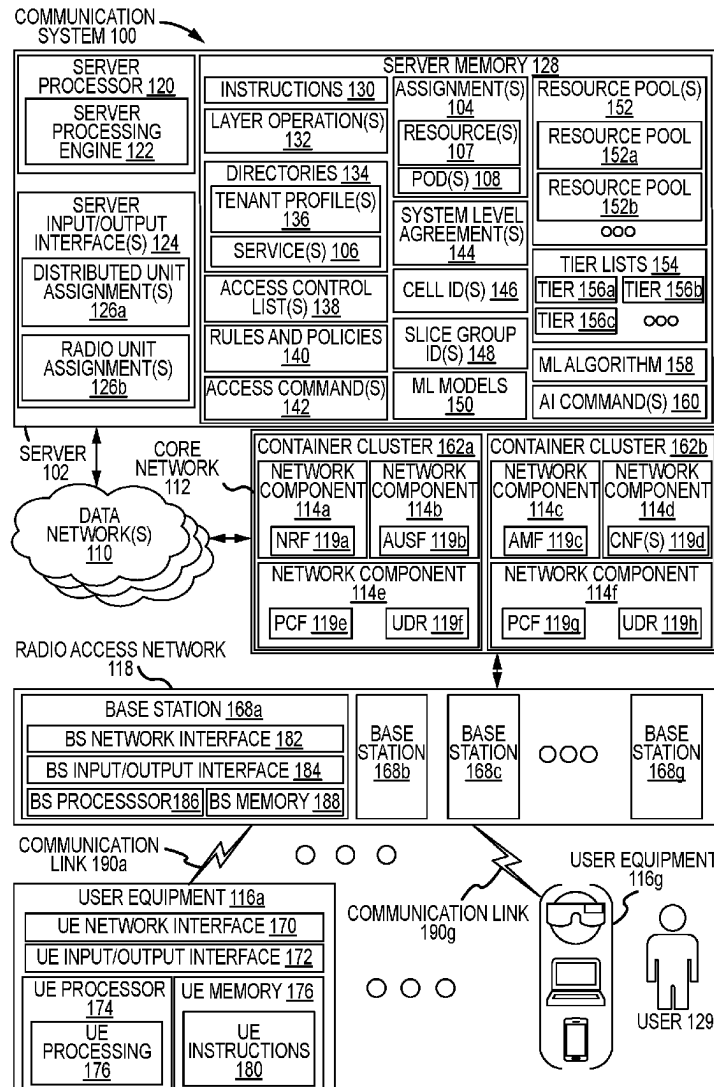 COMMUNICATION
SYSTEM 100
SERVER
PROCESSOR 120
SERVER
PROCESSING
ENGINE 122
SERVER
INPUT/OUTPUT
INTERFACE(S) 124
DISTRIBUTED UNIT
ASSIGNMENT(S)
126a
RADIO UNIT
ASSIGNMENT(S)
126b
SERVER MEMORY 128
INSTRUCTIONS 130
LAYER OPERATION(S)
132
DIRECTORIES 134
TENANT PROFILE(S)
136
SERVICE(S) 106
ACCESS CONTROL
LIST(S) 138
RULES AND POLICIES
140
ACCESS COMMAND(S)
142
ASSIGNMENT(S)
104
RESOURCE(S)
107
POD(S) 108
SYSTEM LEVEL
AGREEMENT(S)
144
CELL ID(S) 146
SLICE GROUP
ID(S) 148
ML MODELS
150
RESOURCE POOL(S)
152
RESOURCE POOL
152a
RESOURCE POOL
152b
ooo
TIER LISTS 154
TIER 156a
TIER 156b
TIER 156c
ooo
ML ALGORITHM 158
AI COMMAND(S) 160
SERVER
102
CORE
NETWORK
112
DATA
NETWORK(S)
110
CONTAINER CLUSTER 162a
NETWORK
COMPONENT
114a
NRF 119a
NETWORK
COMPONENT
114b
AUSF 119b
NETWORK COMPONENT
114e
PCF 119e
UDR 119f
CONTAINER CLUSTER 162b
NETWORK
COMPONENT
114c
AMF 119c
NETWORK
COMPONENT
114d
CNF(S) 119d
NETWORK COMPONENT
114f
PCF 119g
UDR 119h
RADIO ACCESS NETWORK
118
BASE STATION 168a
BS NETWORK INTERFACE 182
BS INPUT/OUTPUT INTERFACE 184
BS PROCESSSOR 186
BS MEMORY 188
BASE
STATION
168b
BASE
STATION
168c
BASE
STATION
168g
COMMUNICATION
LINK 190a
USER EQUIPMENT 116a
UE NETWORK INTERFACE 170
UE INPUT/OUTPUT INTERFACE 172
UE PROCESSOR
174
UE
PROCESSING
176
UE MEMORY 176
UE
INSTRUCTIONS
180
COMMUNICATION LINK
190g
USER EQUIPMENT
116g
USER 129